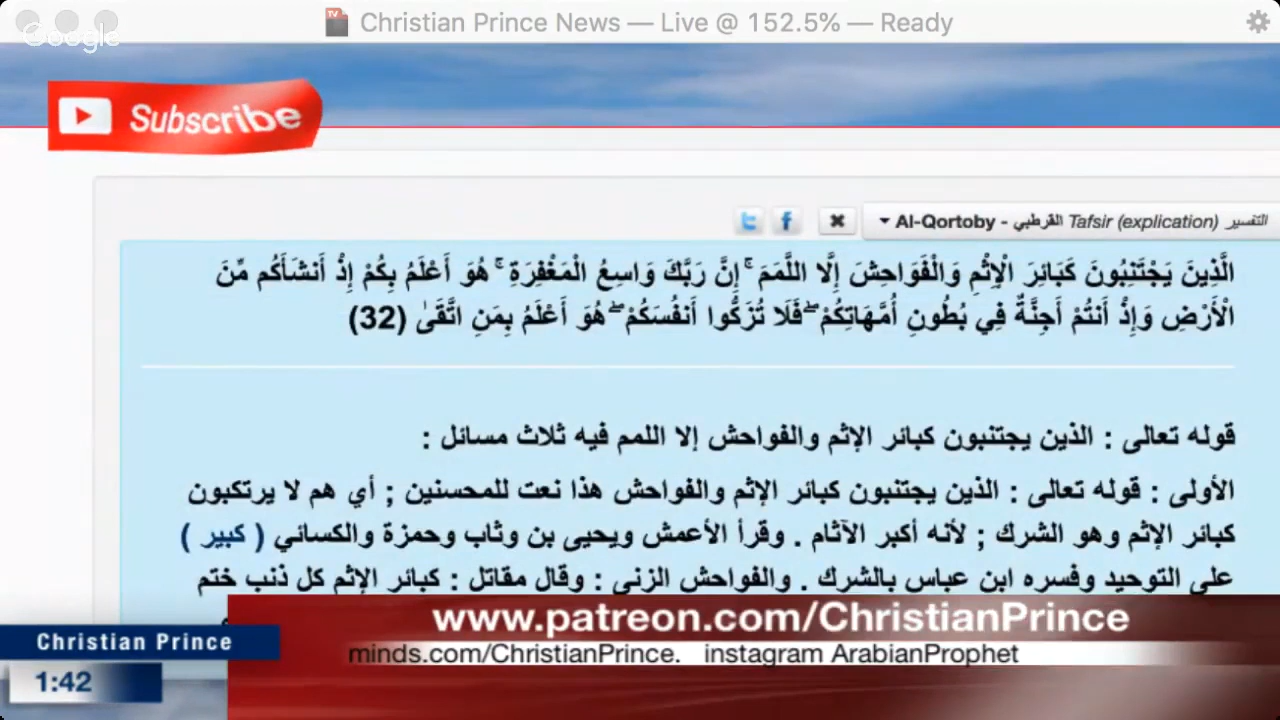 Christian Prince News — Live @ 152.5% — Ready
Google
Subscribe
التفسير Tafsir (explication) القرطبي - Al-Qortoby
الَّذِينَ يَجْتَنِبُونَ كَبَائِرَ الْإِثْمِ وَالْفَوَاحِشَ إِلَّا اللَّمَمَ ۚ إِنَّ رَبَّكَ وَاسِعُ الْمَغْفِرَةِ ۚ هُوَ أَعْلَمُ بِكُمْ إِذْ أَنشَأَكُم مِّنَ
الْأَرْضِ وَإِذْ أَنتُمْ أَجِنَّةٌ فِي بُطُونِ أُمَّهَاتِكُمْ ۖ فَلَا تُزَكُّوا أَنفُسَكُمْ ۖ هُوَ أَعْلَمُ بِمَنِ اتَّقَىٰ (32)
قوله تعالى : الذين يجتنبون كبائر الإثم والفواحش إلا اللمم فيه ثلاث مسائل :
الأولى : قوله تعالى : الذين يجتنبون كبائر الإثم والفواحش هذا نعت للمحسنين ; أي هم لا يرتكبون
كبائر الإثم وهو الشرك ; لأنه أكبر الآثام . وقرأ الأعمش ويحيى بن وثاب وحمزة والكسائي ( كبير )
على التوحيد وفسره ابن عباس بالشرك . والفواحش الزنى : وقال مقاتل : كبائر الإثم كل ذنب ختم
www.patreon.com/ChristianPrince
Christian Prince
minds.com/ChristianPrince. instagram ArabianProphet
1:42